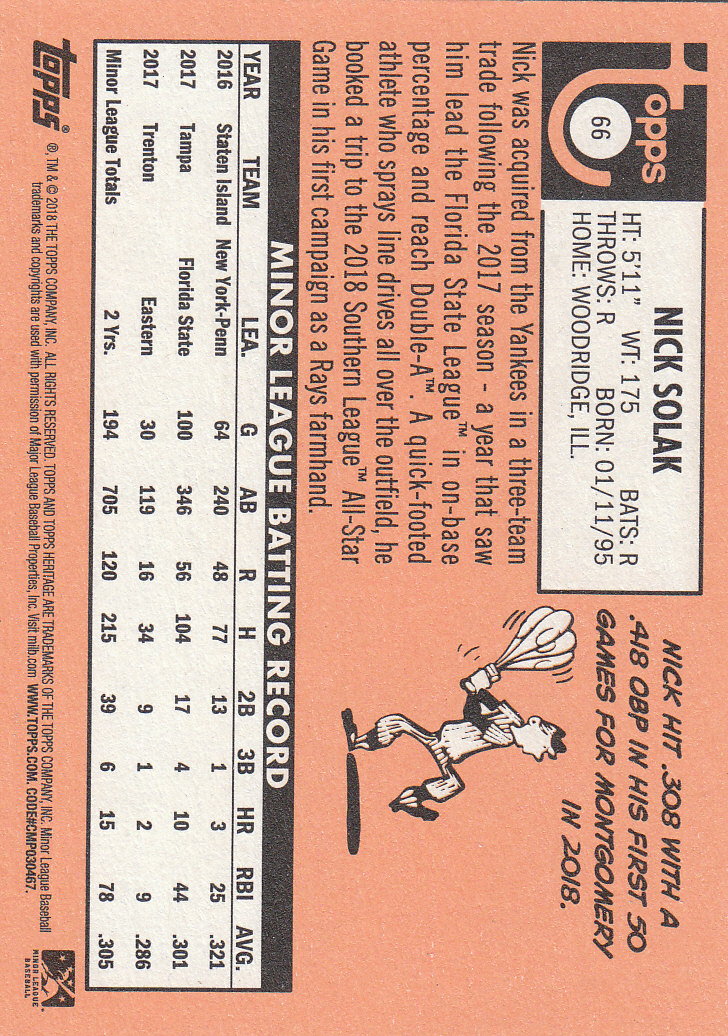 topps
66
NICK SOLAK
HT: 5'11" WT: 175 BATS: R
THROWS: R BORN: 01/11/95
HOME: WOODRIDGE, ILL.
Nick was acquired from the Yankees in a three-team
trade following the 2017 season - a year that saw
him lead the Florida State League™ in on-base
percentage and reach Double-A™. A quick-footed
athlete who sprays line drives all over the outfield, he
booked a trip to the 2018 Southern League™ All-Star
Game in his first campaign as a Rays farmhand.
NICK HIT .308 WITH A
.418 OBP IN HIS FIRST 50
GAMES FOR MONTGOMERY
IN 2018.
MINOR LEAGUE BATTING RECORD
YEAR TEAM LEA. G AB R H 2B 3B HR RBI AVG.
2016 Staten Island New York-Penn 64 240 48 77 13 1 3 25 .321
2017 Tampa Florida State 100 346 56 104 17 4 10 44 .301
2017 Trenton Eastern 30 119 16 34 9 1 2 9 .286
Minor League Totals 2 Yrs. 194 705 120 215 39 6 15 78 .305
topps® ®, TM & © 2018 THE TOPPS COMPANY, INC. ALL RIGHTS RESERVED. TOPPS AND TOPPS HERITAGE ARE TRADEMARKS OF THE TOPPS COMPANY, INC. Minor League Baseball
trademarks and copyrights are used with permission of Major League Baseball Properties, Inc. Visit milb.com WWW.TOPPS.COM. CODE#CMP030467.
MINOR LEAGUE
BASEBALL